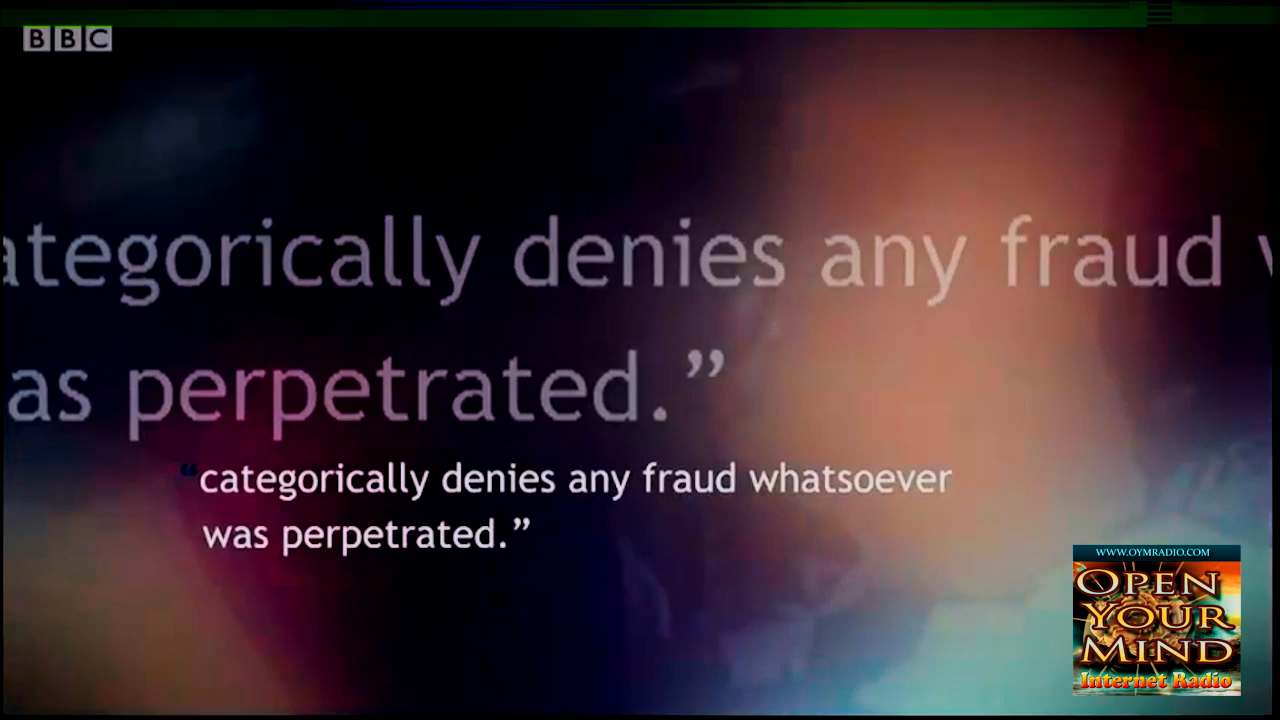 BBC
ategorically denies any fraud
as perpetrated.”
“categorically denies any fraud whatsoever
was perpetrated.”
WWW.OYMRADIO.COM
OPEN
YOUR
MIND
Internet Radio